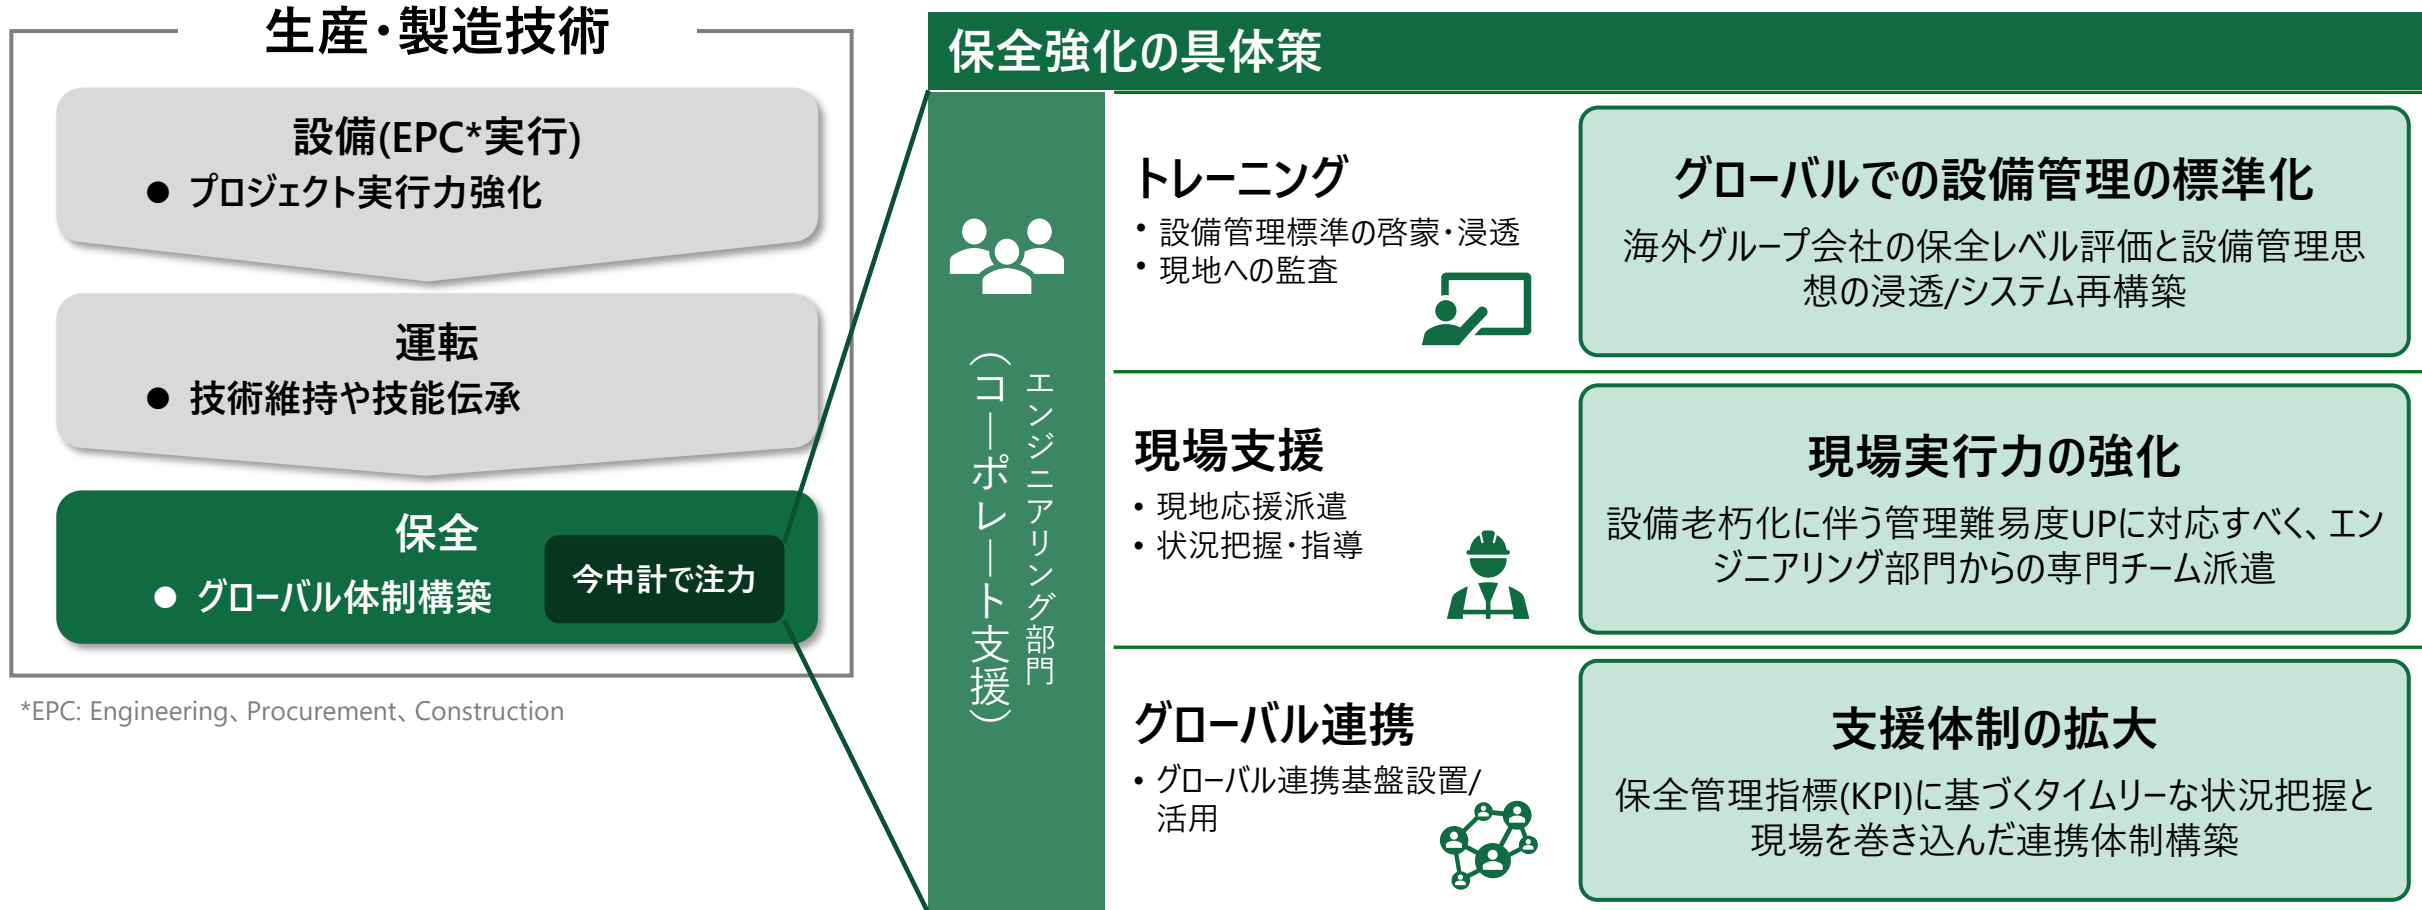 生産・製造技術
設備(EPC*実行)
● プロジェクト実行力強化
運転
● 技術維持や技能伝承
保全
● グローバル体制構築
今中計で注力
*EPC: Engineering、Procurement、Construction
保全強化の具体策
エンジニアリング部門
（コーポレート支援）
トレーニング
• 設備管理標準の啓蒙・浸透
• 現地への監査
グローバルでの設備管理の標準化
海外グループ会社の保全レベル評価と設備管理思
想の浸透/システム再構築
現場支援
• 現地応援派遣
• 状況把握・指導
現場実行力の強化
設備老朽化に伴う管理難易度UPに対応すべく、エン
ジニアリング部門からの専門チーム派遣
グローバル連携
• グローバル連携基盤設置/
活用
支援体制の拡大
保全管理指標(KPI)に基づくタイムリーな状況把握と
現場を巻き込んだ連携体制構築